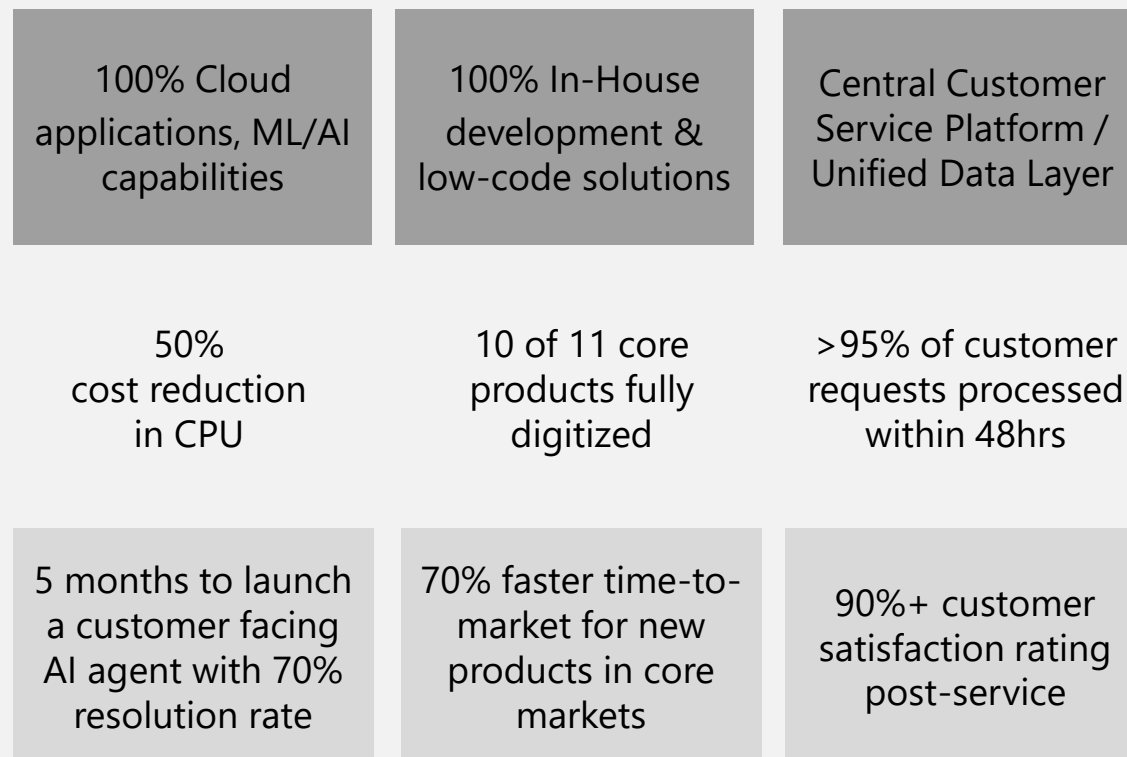 100% Cloud
applications, ML/AI
capabilities
100% In-House
development &
low-code solutions
Central Customer
Service Platform /
Unified Data Layer
50%
cost reduction
in CPU
10 of 11 core
products fully
digitized
>95% of customer
requests processed
within 48hrs
5 months to launch
a customer facing
AI agent with 70%
resolution rate
70% faster time-to-
market for new
products in core
markets
90%+ customer
satisfaction rating
post-service